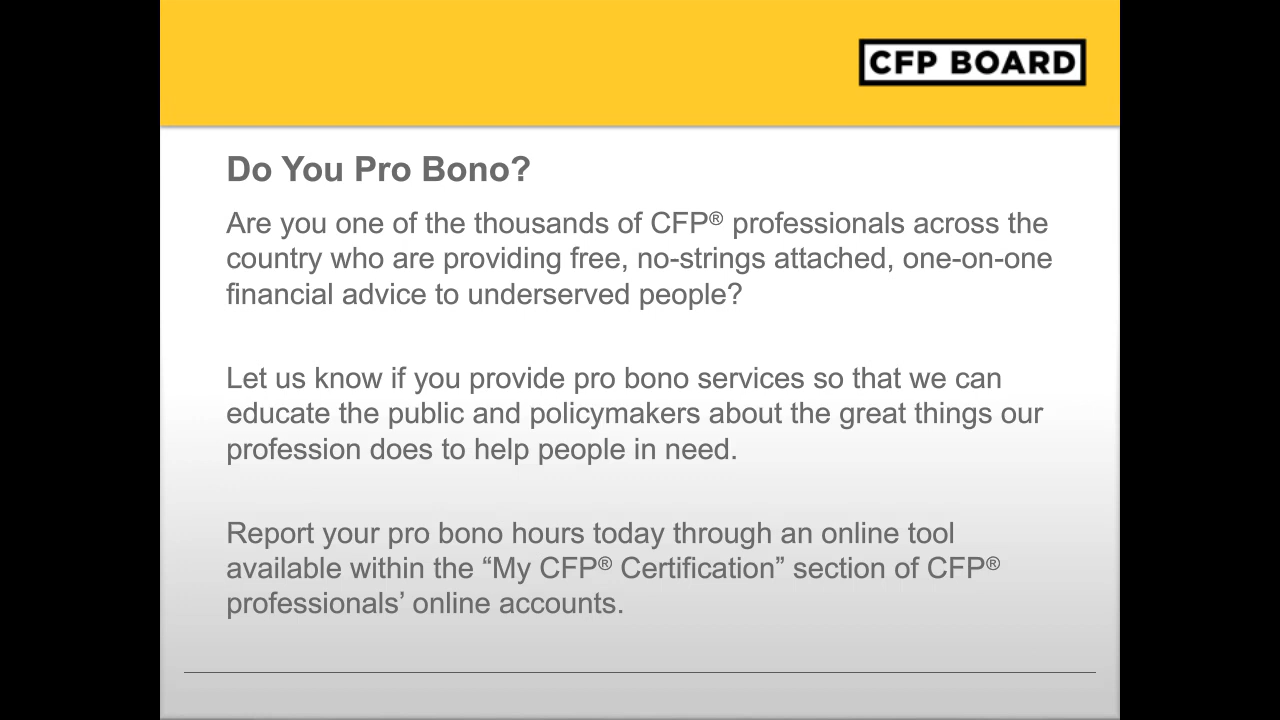 CFP BOARD
Do You Pro Bono?
Are you one of the thousands of CFP® professionals across the
country who are providing free, no-strings attached, one-on-one
financial advice to underserved people?
Let us know if you provide pro bono services so that we can
educate the public and policymakers about the great things our
profession does to help people in need.
Report your pro bono hours today through an online tool
available within the “My CFP® Certification” section of CFP®
professionals’ online accounts.